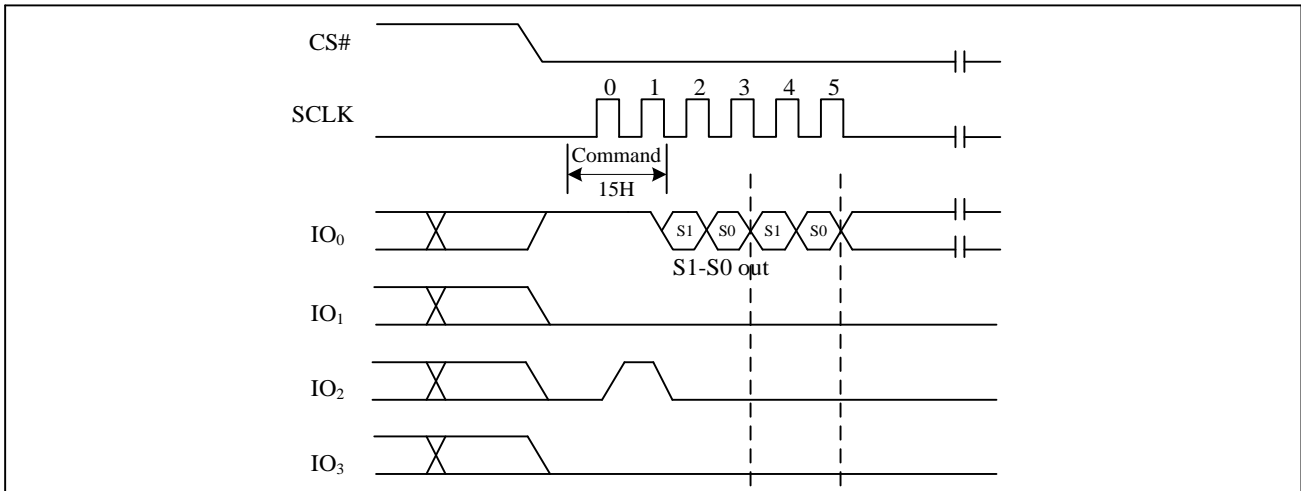 CS#
0 1 2 3 4 5
SCLK
Command
15H
IO₀ S1 S0 S1 S0
S1-S0 out
IO₁
IO₂
IO₃